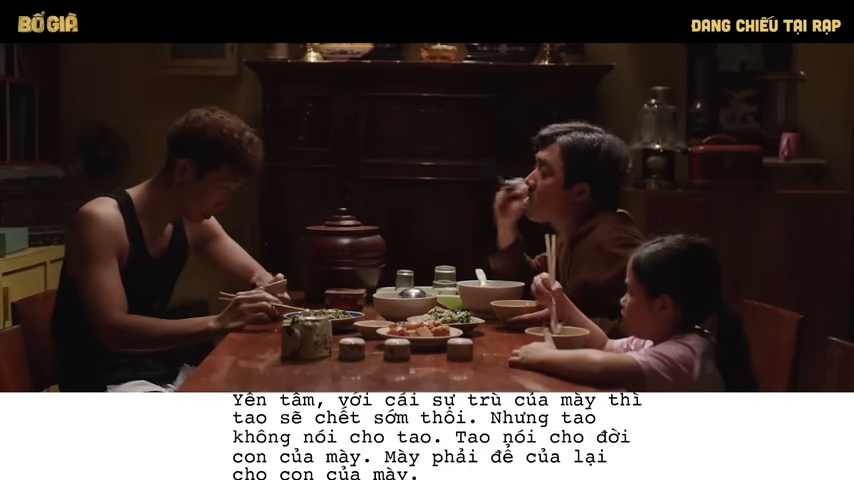 BỐ GIÀ
ĐANG CHIẾU TẠI RẠP
Yên tâm, với cái sự trù của mày thì
tao sẽ chết sớm thôi. Nhưng tao
không nói cho tao. Tao nói cho đời
con của mày. Mày phải để của lại
cho con của mày.